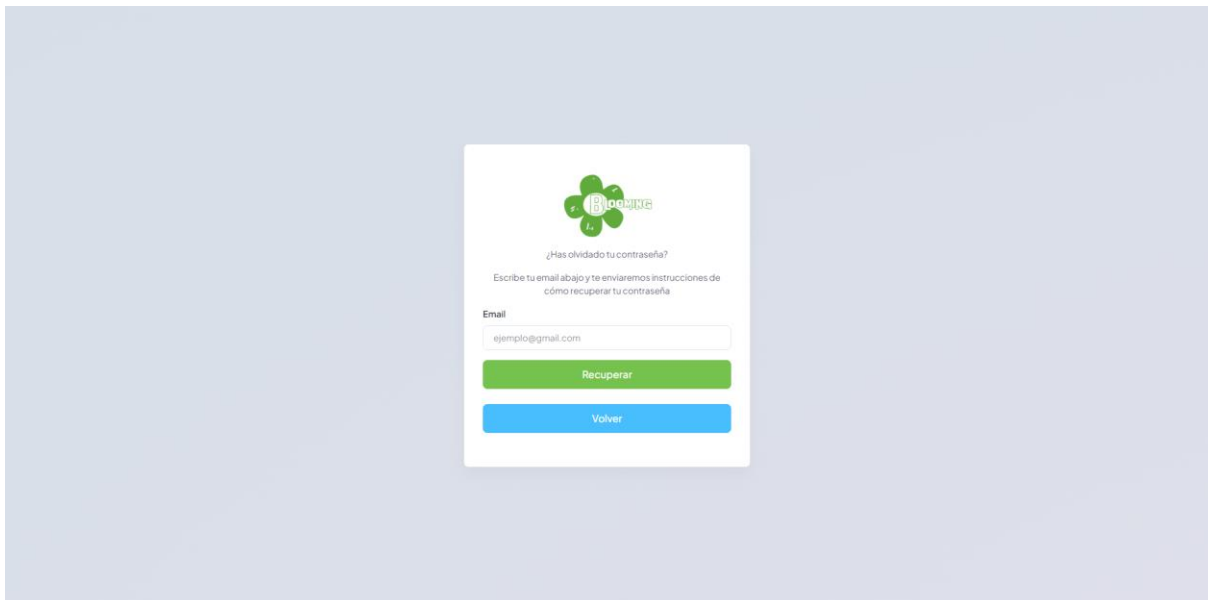 BLOOMING
¿Has olvidado tu contraseña?
Escribe tu email abajo y te enviaremos instrucciones de
cómo recuperar tu contraseña
Email
ejemplo@gmail.com
Recuperar
Volver